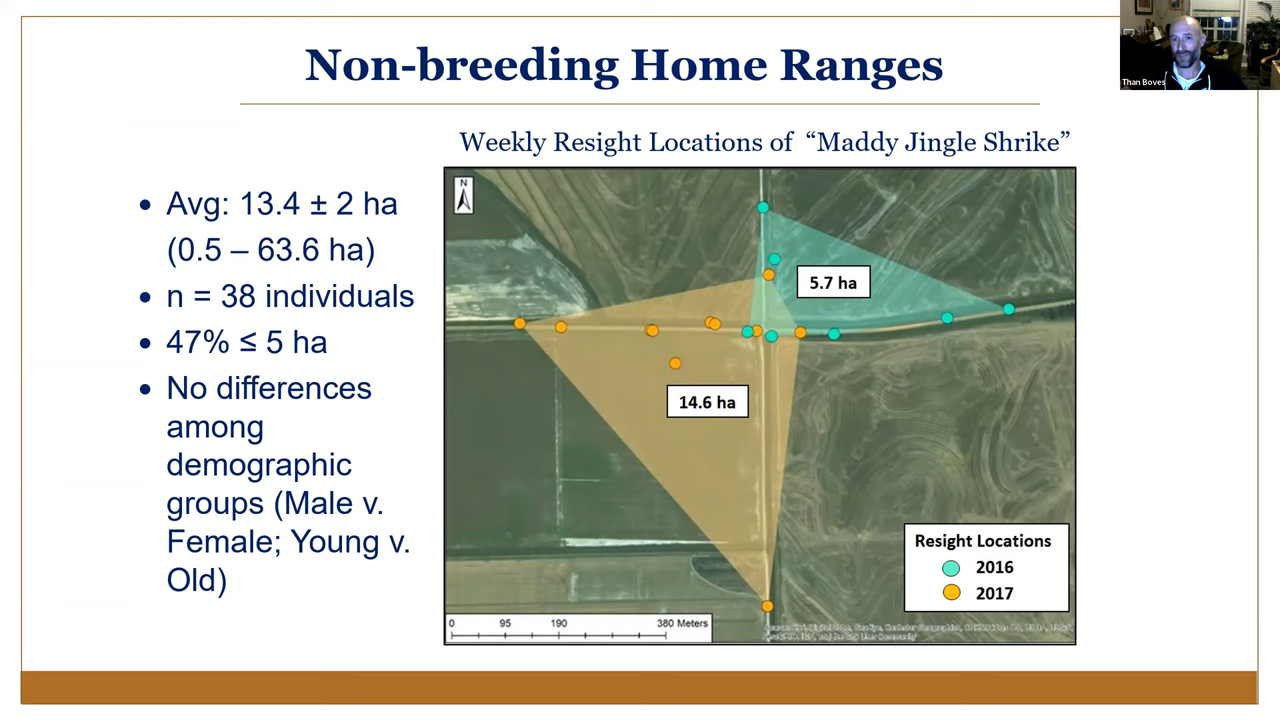 Non-breeding Home Ranges
Than Boves
Weekly Resight Locations of “Maddy Jingle Shrike”
• Avg: 13.4 ± 2 ha
(0.5 – 63.6 ha)
• n = 38 individuals
• 47% ≤ 5 ha
• No differences
among
demographic
groups (Male v.
Female; Young v.
Old)
N
5.7 ha
14.6 ha
Resight Locations
2016
2017
0 95 190 380 Meters